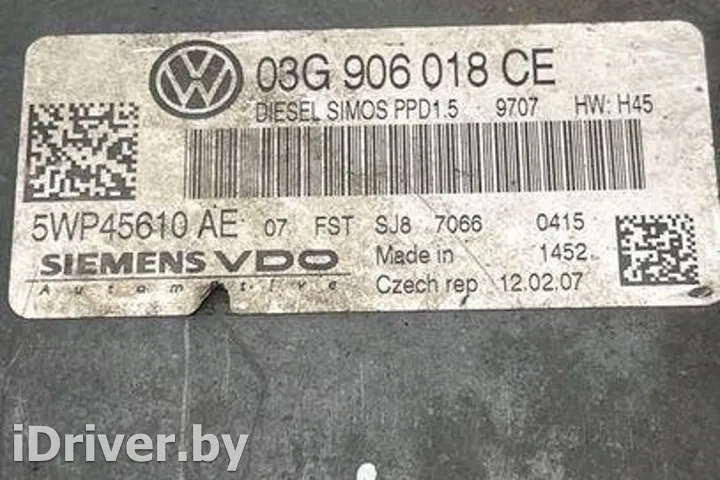 03G 906 018 CE
DIESEL SIMOS PPD1.5 9707 HW: H45
5WP45610 AE 07 FST SJ8 7066 0415
SIEMENS VDO Made in 1452
Automotive Czech rep 12.02.07
iDriver.by